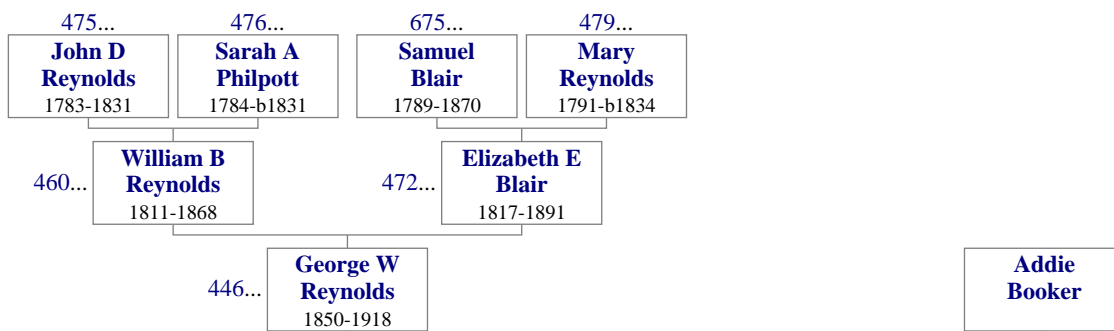 475...
476...
675...
479...
John D
Reynolds
1783-1831
Sarah A
Philpott
1784-b1831
Samuel
Blair
1789-1870
Mary
Reynolds
1791-b1834
460...
William B
Reynolds
1811-1868
472...
Elizabeth E
Blair
1817-1891
446...
George W
Reynolds
1850-1918
Addie
Booker